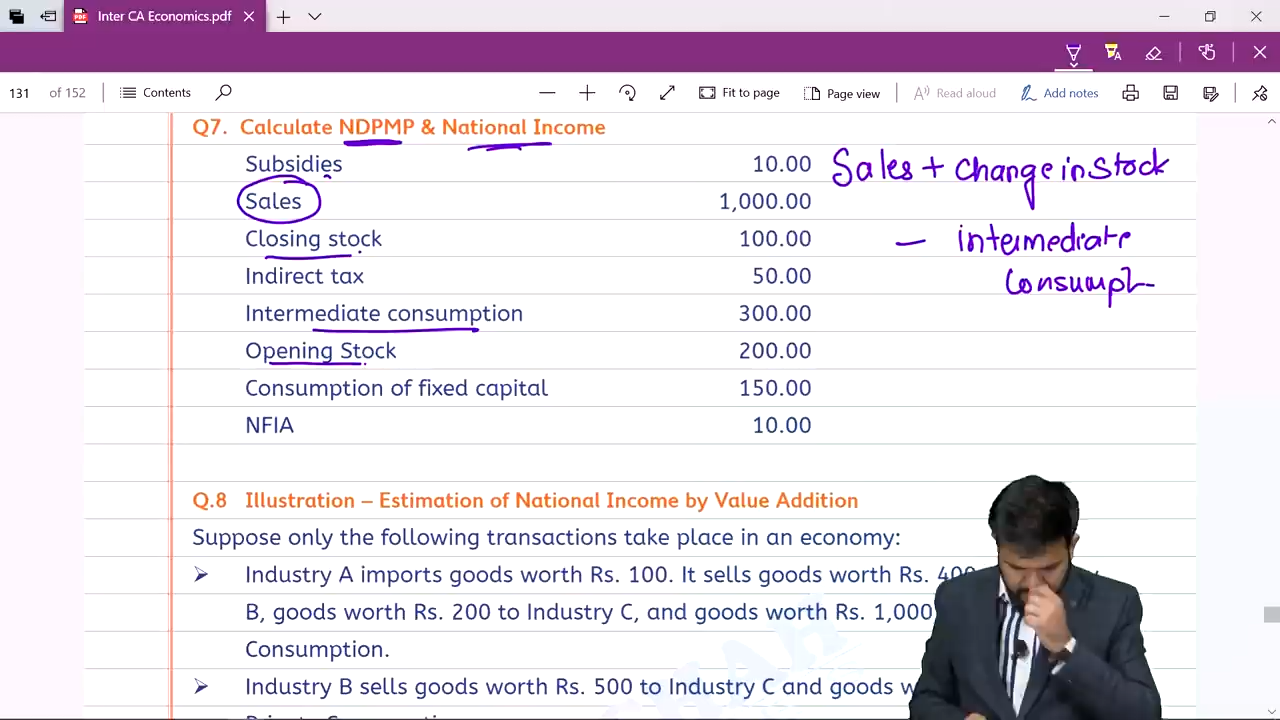 Inter CA Economics.pdf
131 of 152 Contents Fit to page Page view Read aloud Add notes
Q7. Calculate NDPMP & National Income
Subsidies 10.00
Sales 1,000.00
Closing stock 100.00
Indirect tax 50.00
Intermediate consumption 300.00
Opening Stock 200.00
Consumption of fixed capital 150.00
NFIA 10.00
Sales + Change in Stock
– intermediate
Consumpt-
Q.8 Illustration – Estimation of National Income by Value Addition
Suppose only the following transactions take place in an economy:
➢ Industry A imports goods worth Rs. 100. It sells goods worth Rs. 400
B, goods worth Rs. 200 to Industry C, and goods worth Rs. 1,000
Consumption.
➢ Industry B sells goods worth Rs. 500 to Industry C and goods w